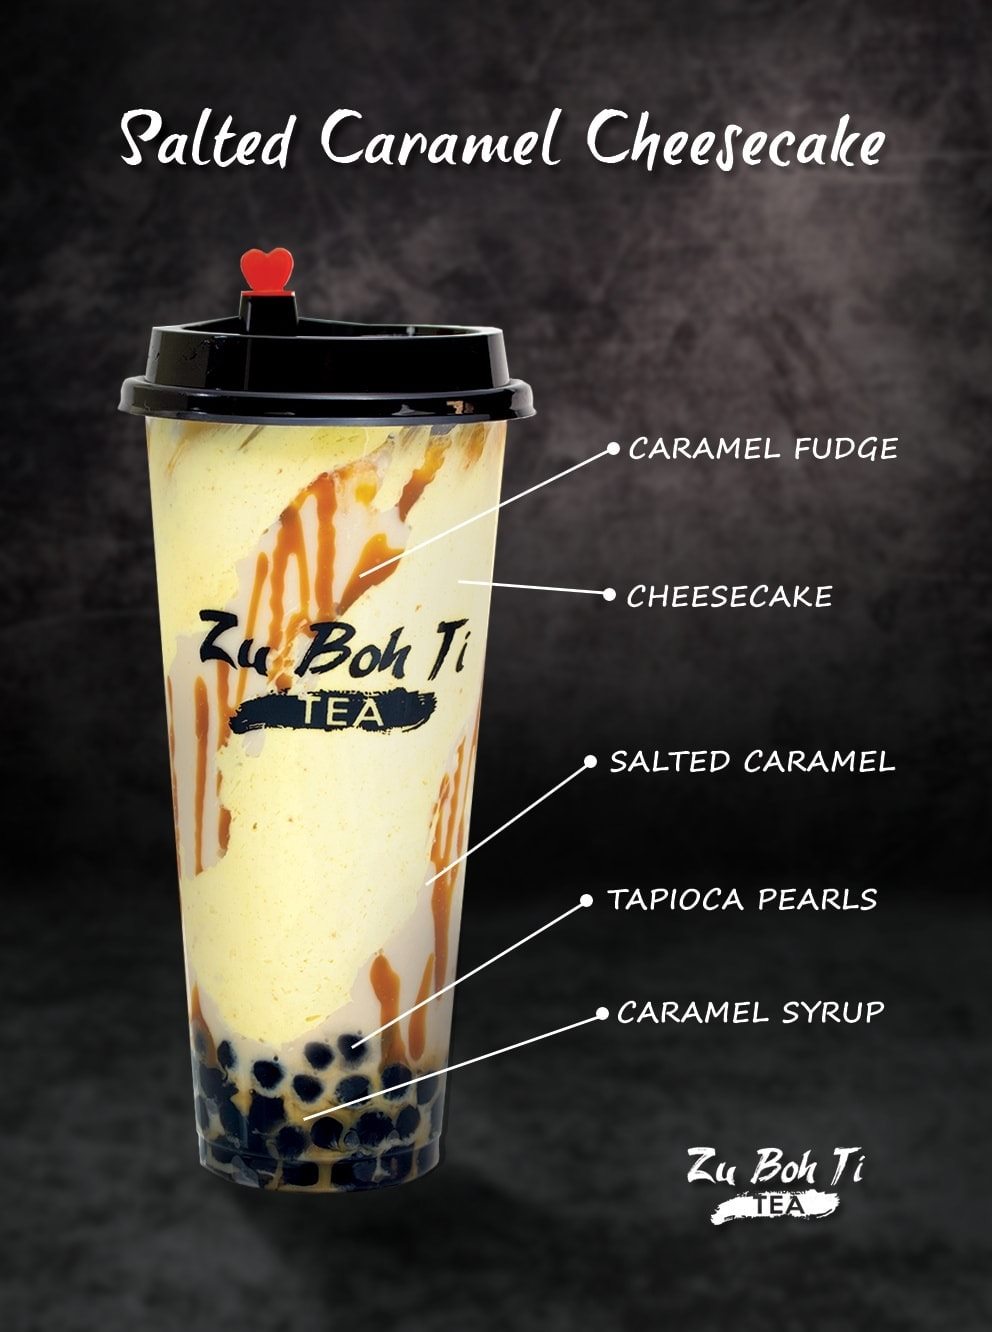 Salted Caramel Cheesecake
CARAMEL FUDGE
CHEESECAKE
Zu Boh Ti
TEA
SALTED CARAMEL
TAPIOCA PEARLS
CARAMEL SYRUP
Zu Boh Ti
TEA